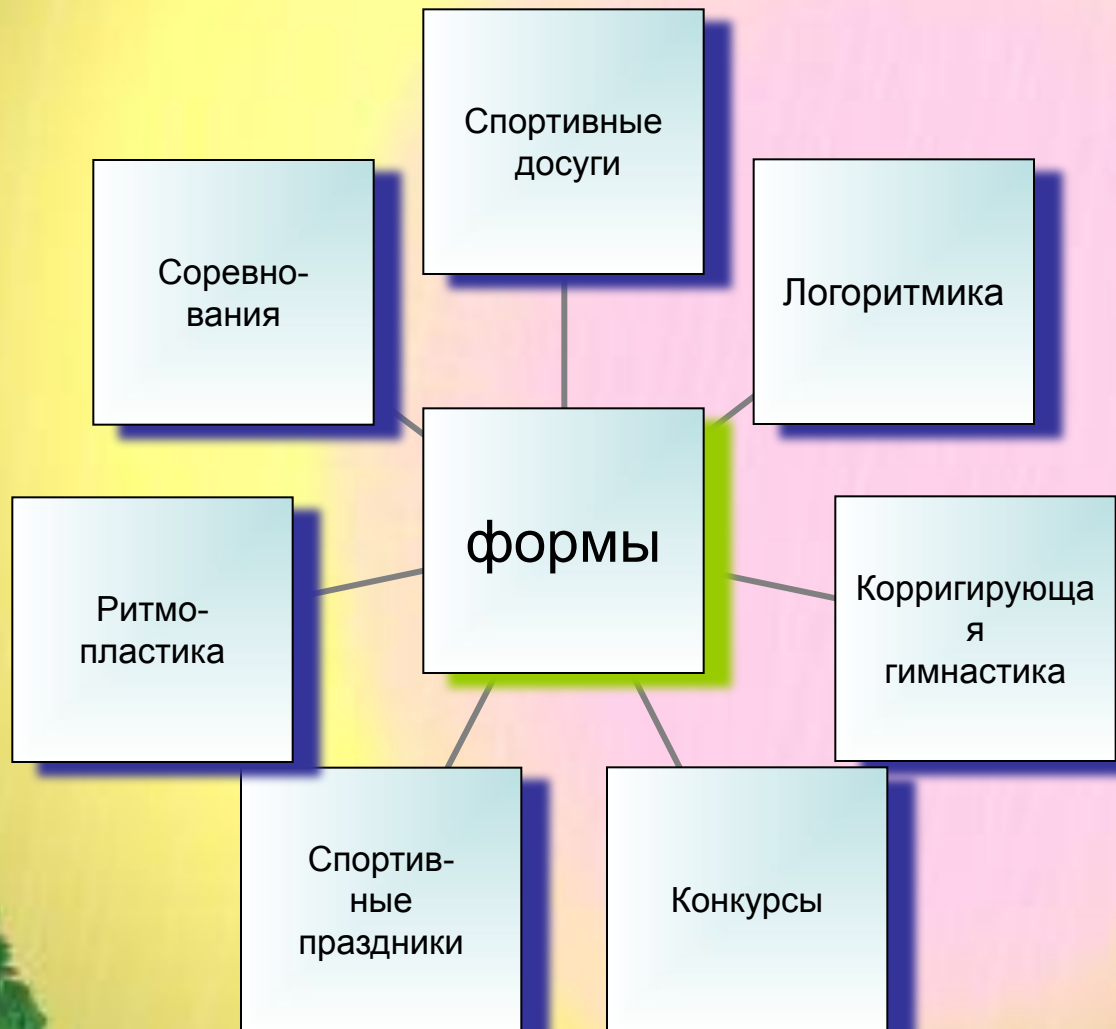 Спортивные
досуги
Соревно-
вания
Логоритмика
формы
Ритмо-
пластика
Корригирующа
я
гимнастика
Спортив-
ные
праздники
Конкурсы